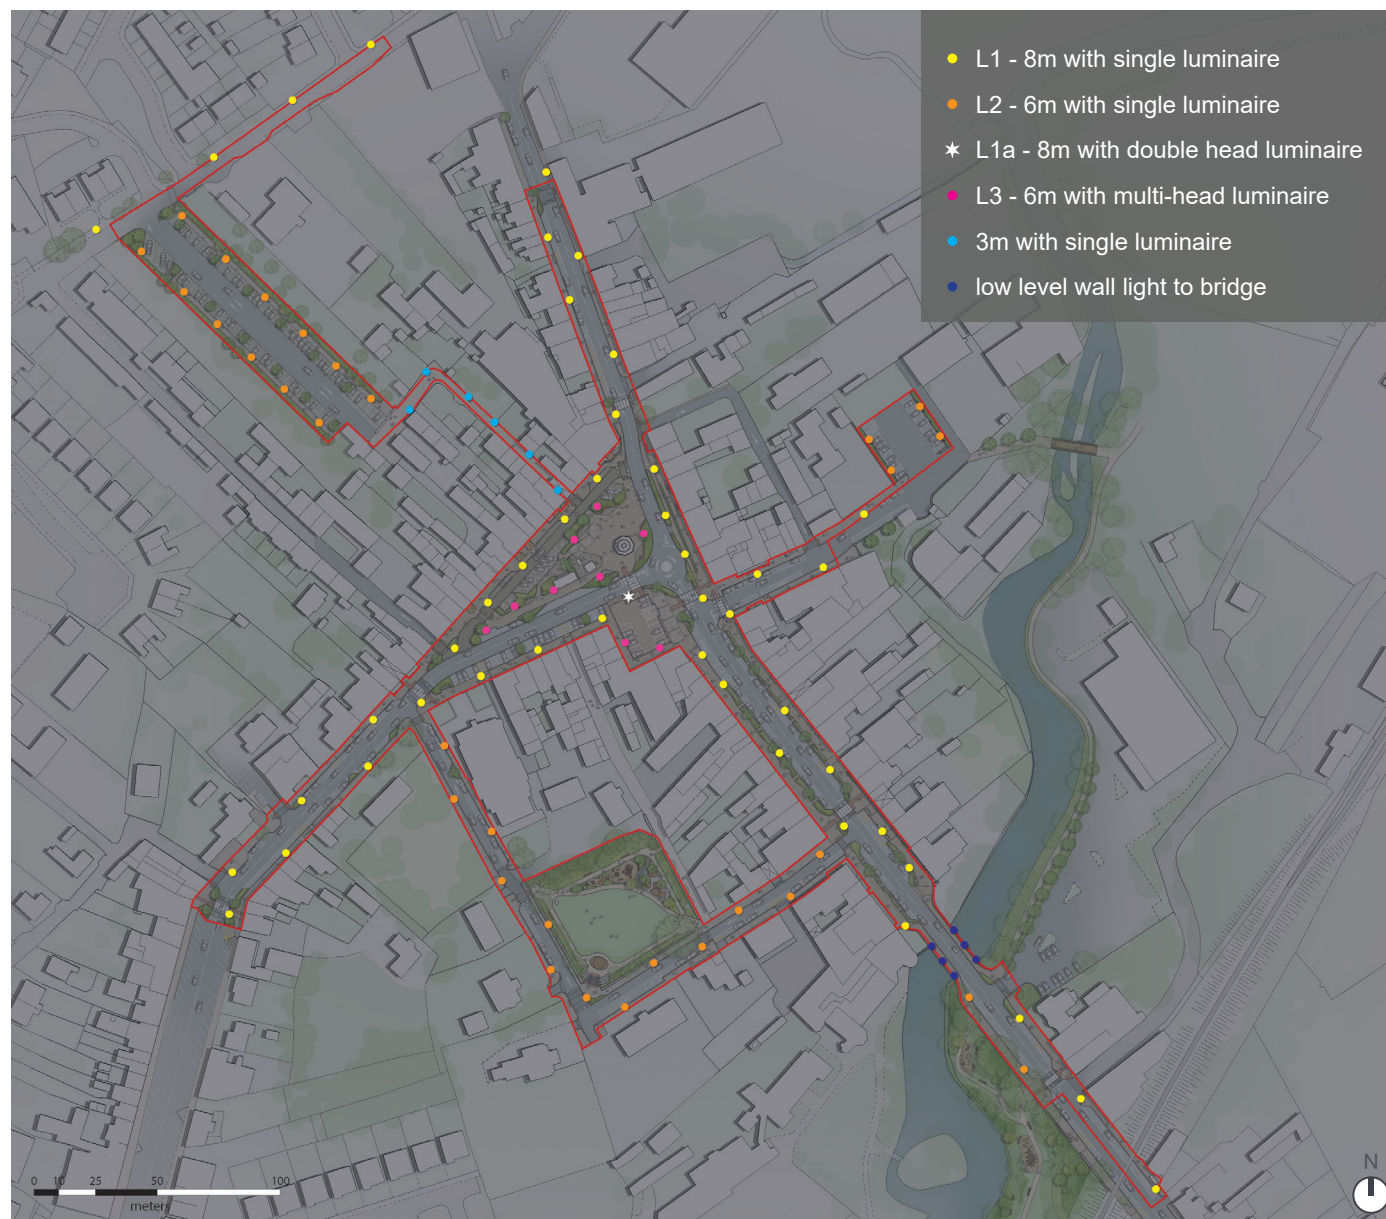 L1 - 8m with single luminaire
L2 - 6m with single luminaire
L1a - 8m with double head luminaire
L3 - 6m with multi-head luminaire
3m with single luminaire
low level wall light to bridge
N
0 10 25 50 100
meters